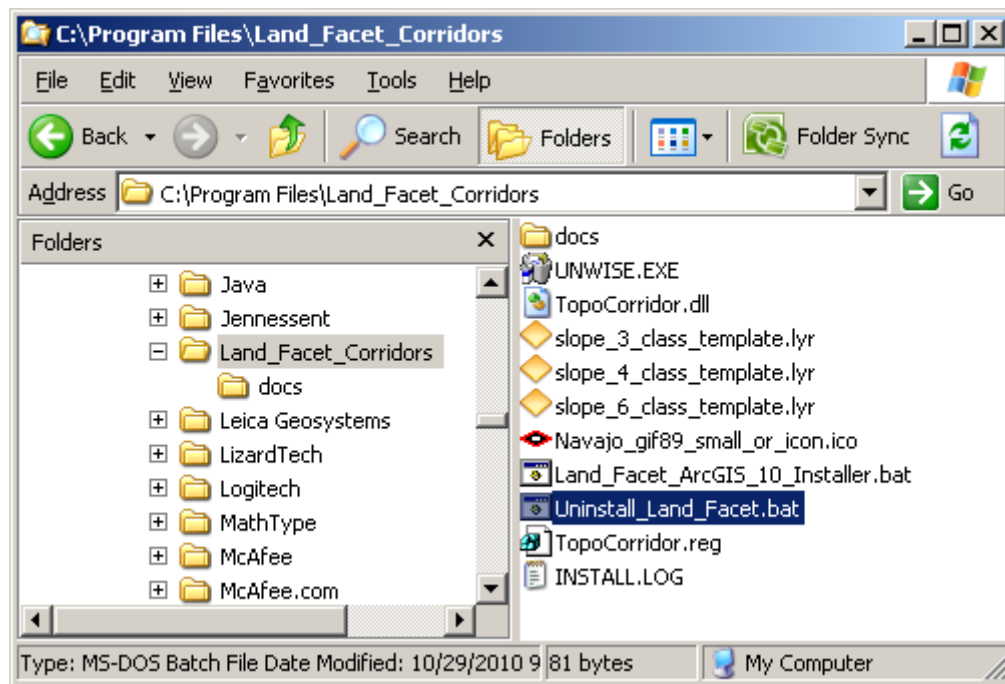 C:\Program Files\Land_Facet_Corridors
File Edit View Favorites Tools Help
Back Search Folders Folder Sync
Address C:\Program Files\Land_Facet_Corridors Go
Folders
Java
Jennessent
Land_Facet_Corridors
docs
Leica Geosystems
LizardTech
Logitech
MathType
McAfee
McAfee.com
docs
UNWISE.EXE
TopoCorridor.dll
slope_3_class_template.lyr
slope_4_class_template.lyr
slope_6_class_template.lyr
Navajo_gif89_small_or_icon.ico
Land_Facet_ArcGIS_10_Installer.bat
Uninstall_Land_Facet.bat
TopoCorridor.reg
INSTALL.LOG
Type: MS-DOS Batch File Date Modified: 10/29/2010 9 81 bytes My Computer